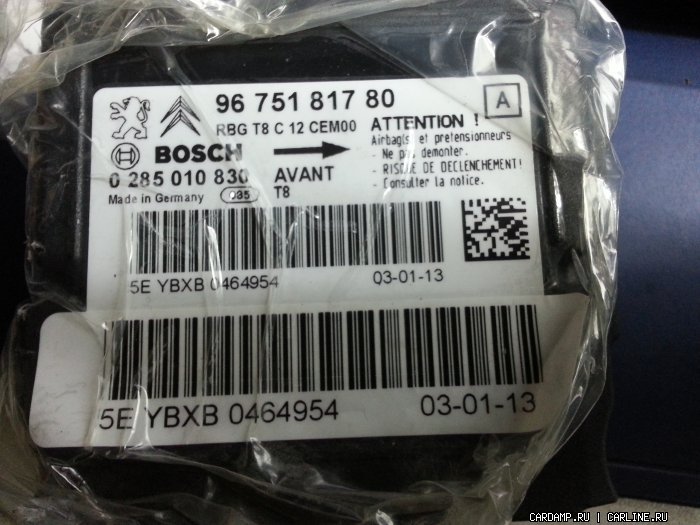 96 751 817 80
A
RBG T8 C 12 CEM00
ATTENTION !
BOSCH
Airbag(s) et pretensionneurs
- Ne pas demonter.
- RISQUE DE DECLENCHEMENT!
- Consulter la notice.
0 285 010 830
AVANT
T8
Made in Germany
035
5E YBXB 0464954
03-01-13
5E YBXB 0464954
03-01-13
CARDAMP.RU | CARLINE.RU